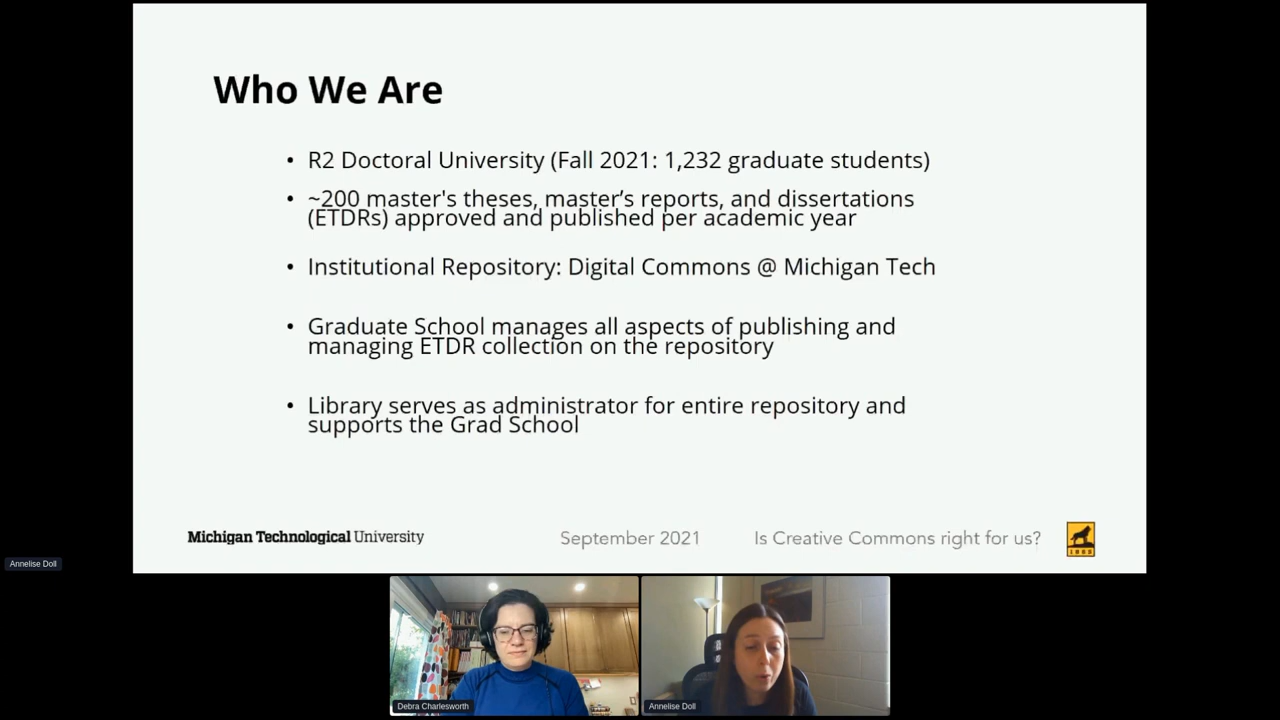 Who We Are
• R2 Doctoral University (Fall 2021: 1,232 graduate students)
• ~200 master's theses, master’s reports, and dissertations
(ETDRs) approved and published per academic year
• Institutional Repository: Digital Commons @ Michigan Tech
• Graduate School manages all aspects of publishing and
managing ETDR collection on the repository
• Library serves as administrator for entire repository and
supports the Grad School
Michigan Technological University
September 2021
Is Creative Commons right for us?
1885
Annelise Doll
Debra Charlesworth
Annelise Doll